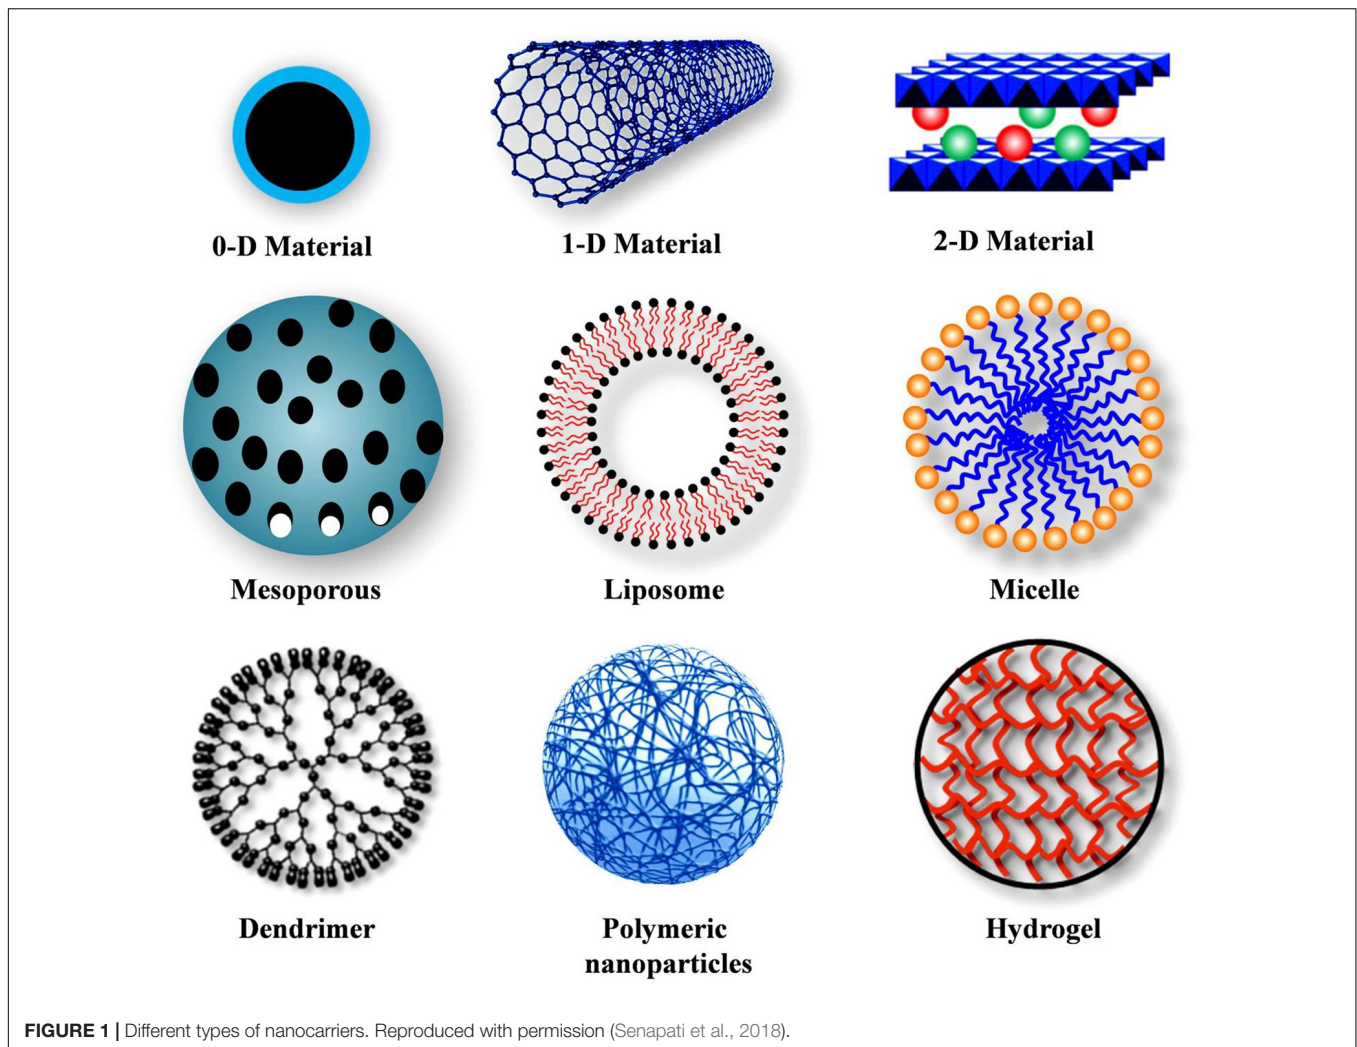 0-D Material
1-D Material
2-D Material
Mesoporous
Liposome
Micelle
Dendrimer
Polymeric
nanoparticles
Hydrogel
FIGURE 1 | Different types of nanocarriers. Reproduced with permission (Senapati et al., 2018).